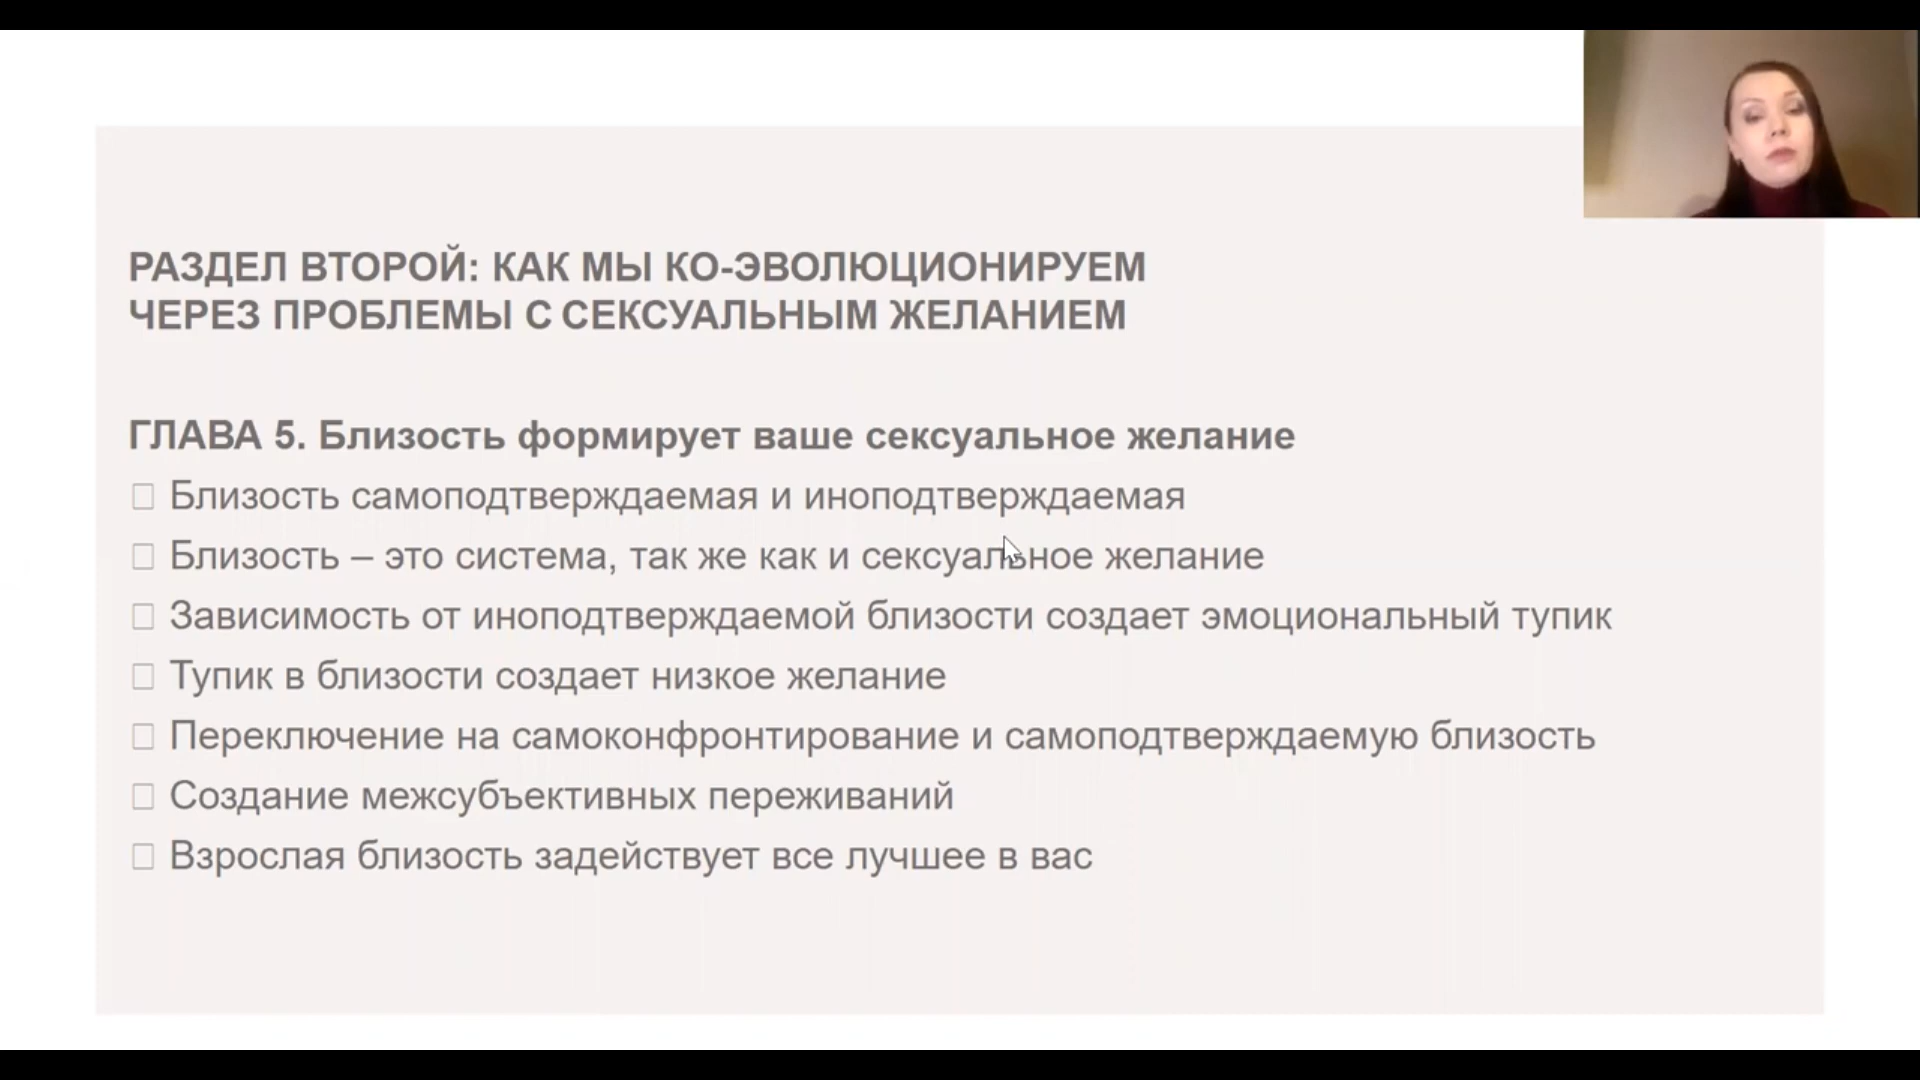 РАЗДЕЛ ВТОРОЙ: КАК МЫ КО-ЭВОЛЮЦИОНИРУЕМ
ЧЕРЕЗ ПРОБЛЕМЫ С СЕКСУАЛЬНЫМ ЖЕЛАНИЕМ
ГЛАВА 5. Близость формирует ваше сексуальное желание
Близость самоподтверждаемая и иноподтверждаемая
Близость – это система, так же как и сексуальное желание
Зависимость от иноподтверждаемой близости создает эмоциональный тупик
Тупик в близости создает низкое желание
Переключение на самоконфронтирование и самоподтверждаемую близость
Создание межсубъективных переживаний
Взрослая близость задействует все лучшее в вас